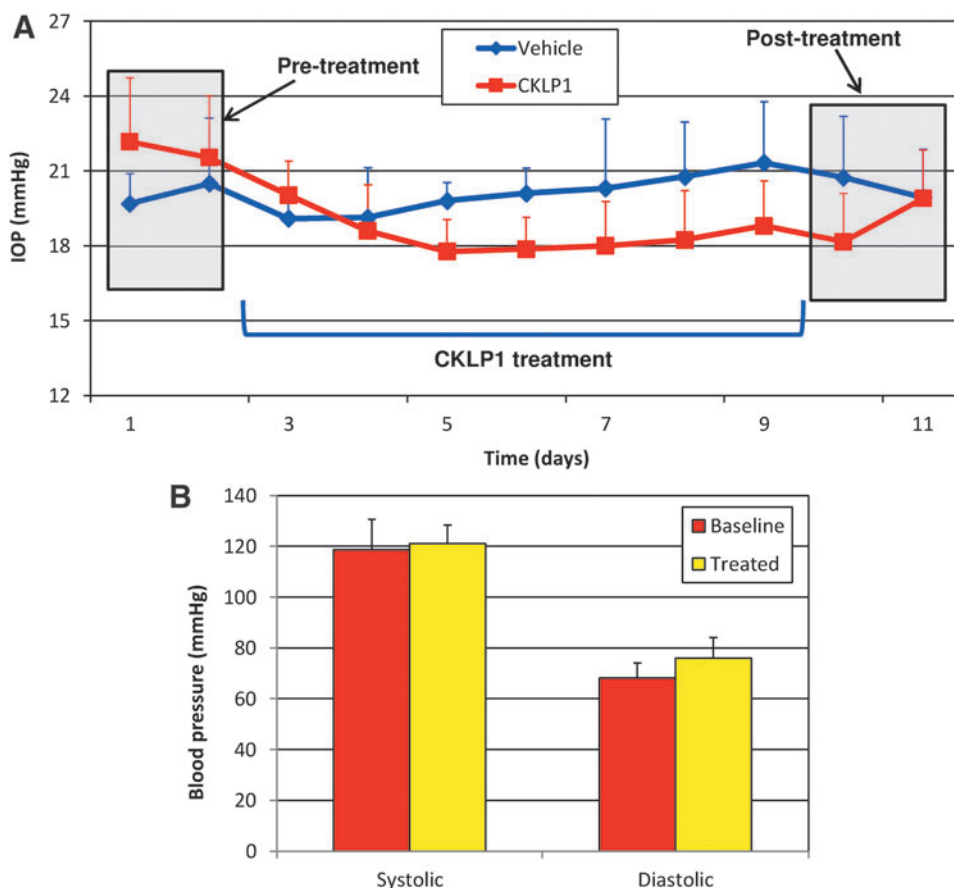 A
27
24
21
18
15
12
IOP (mmHg)
Pre-treatment
Vehicle
CKLP1
Post-treatment
CKLP1 treatment
1
3
5
7
9
11
Time (days)
B
140
120
100
80
60
40
20
0
Blood pressure (mmHg)
Baseline
Treated
Systolic
Diastolic